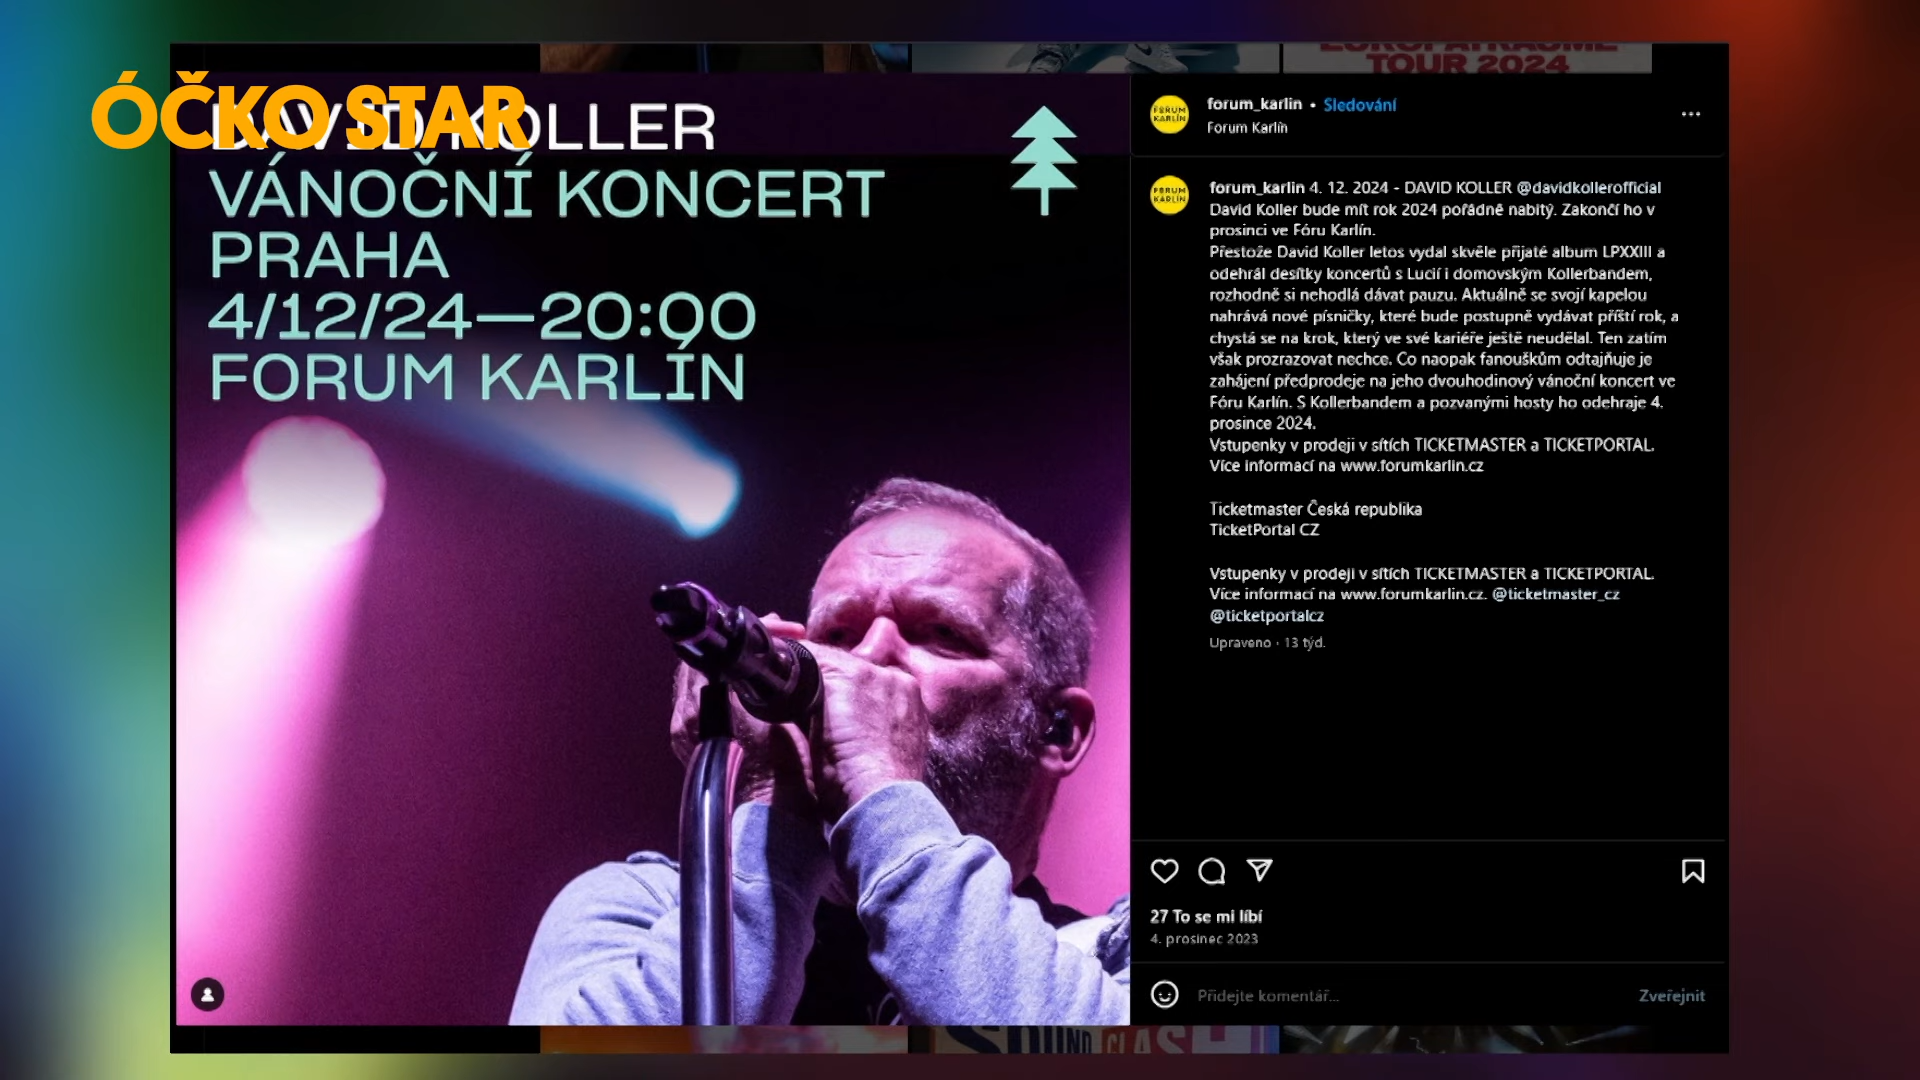 EUROPATRÄUME
TOUR 2024
ÓČKO STAR
DAVID KOLLER
VÁNOČNÍ KONCERT
PRAHA
4/12/24—20:00
FORUM KARLÍN
FORUM
KARLÍN
forum_karlin • Sledování
Forum Karlín
FORUM
KARLÍN
forum_karlin 4. 12. 2024 - DAVID KOLLER @davidkollerofficial
David Koller bude mít rok 2024 pořádně nabitý. Zakončí ho v
prosinci ve Fóru Karlín.
Přestože David Koller letos vydal skvěle přijaté album LPXXIII a
odehrál desítky koncertů s Lucií i domovským Kollerbandem,
rozhodně si nehodlá dávat pauzu. Aktuálně se svojí kapelou
nahrává nové písničky, které bude postupně vydávat příští rok, a
chystá se na krok, který ve své kariéře ještě neudělal. Ten zatím
však prozrazovat nechce. Co naopak fanouškům odtajňuje je
zahájení předprodeje na jeho dvouhodinový vánoční koncert ve
Fóru Karlín. S Kollerbandem a pozvanými hosty ho odehraje 4.
prosince 2024.
Vstupenky v prodeji v sítích TICKETMASTER a TICKETPORTAL.
Více informací na www.forumkarlin.cz
Ticketmaster Česká republika
TicketPortal CZ
Vstupenky v prodeji v sítích TICKETMASTER a TICKETPORTAL.
Více informací na www.forumkarlin.cz. @ticketmaster_cz
@ticketportalcz
Upraveno · 13 týd.
27 To se mi líbí
4. prosinec 2023
Přidejte komentář...
Zveřejnit
SOUND CLASH